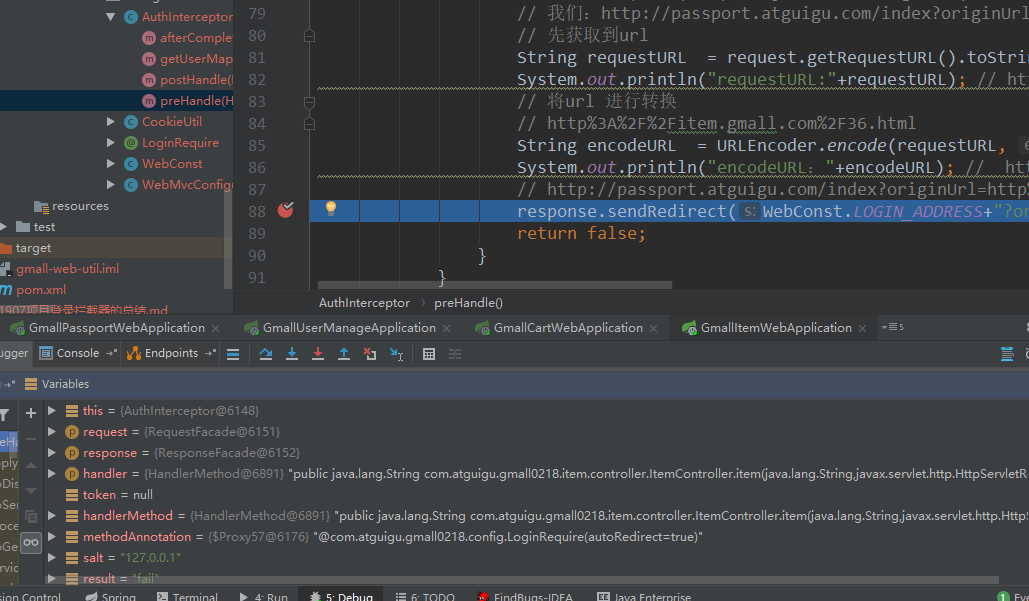 AuthInterceptor
afterComple
getUserMap
postHandle(
preHandle(H
CookieUtil
LoginRequire
WebConst
WebMvcConfigu
resources
test
target
gmall-web-util.iml
pom.xml
1907项目登录拦截器的总结.md
79 // 我们：http://passport.atguigu.com/index?originUrl
80 // 先获取到url
81 String requestURL = request.getRequestURL().toStrin
82 System.out.println("requestURL:"+requestURL); // htt
83 // 将url 进行转换
84 // http%3A%2F%2Fitem.gmall.com%2F36.html
85 String encodeURL = URLEncoder.encode(requestURL, e
86 System.out.println("encodeURL："+encodeURL); // htt
87 // http://passport.atguigu.com/index?originUrl=http%
88 response.sendRedirect( s: WebConst.LOGIN_ADDRESS+"?or
89 return false;
90 }
91 }
AuthInterceptor › preHandle()
GmallPassportWebApplication × GmallUserManageApplication × GmallCartWebApplication × GmallItemWebApplication × 5
ugger Console Endpoints
Variables
this = {AuthInterceptor@6148}
request = {RequestFacade@6151}
response = {ResponseFacade@6152}
handler = {HandlerMethod@6891} "public java.lang.String com.atguigu.gmall0218.item.controller.ItemController.item(java.lang.String,javax.servlet.http.HttpServletR
token = null
handlerMethod = {HandlerMethod@6891} "public java.lang.String com.atguigu.gmall0218.item.controller.ItemController.item(java.lang.String,javax.servlet.http.HttpS
methodAnnotation = {$Proxy57@6176} "@com.atguigu.gmall0218.config.LoginRequire(autoRedirect=true)"
salt = "127.0.0.1"
result = "fail"
sion Control Spring Terminal 4: Run 5: Debug 6: TODO FindBugs-IDEA Java Enterprise 1 Eve